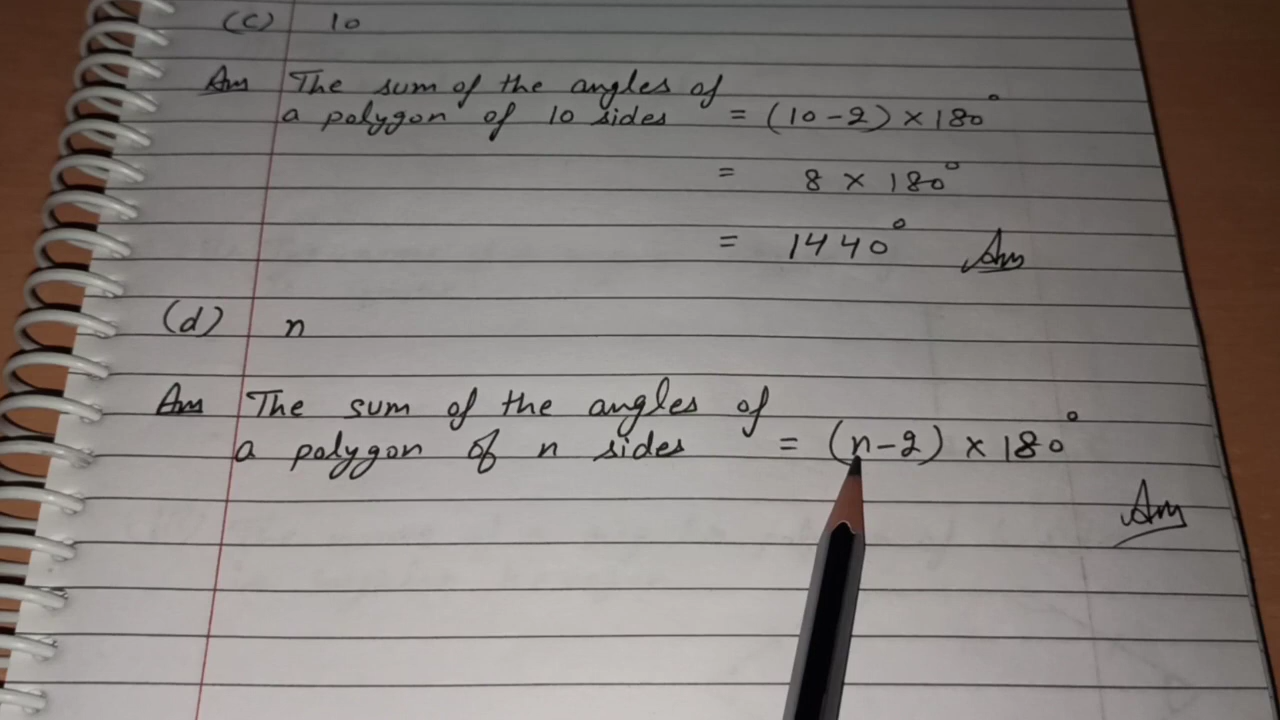 (c) 10
Ans The sum of the angles of
a polygon of 10 sides = (10-2) × 180°
= 8 × 180°
= 1440° Ans
(d) n
Ans The sum of the angles of
a polygon of n sides = (n-2) × 180°
Ans